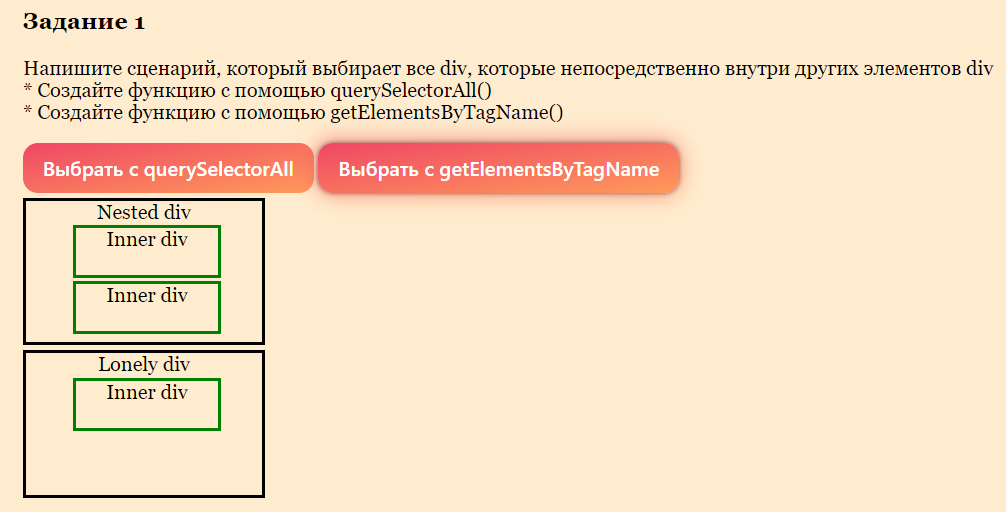 Задание 1
Напишите сценарий, который выбирает все div, которые непосредственно внутри других элементов div
* Создайте функцию с помощью querySelectorAll()
* Создайте функцию с помощью getElementsByTagName()
Выбрать с querySelectorAll Выбрать с getElementsByTagName
Nested div
Inner div
Inner div
Lonely div
Inner div